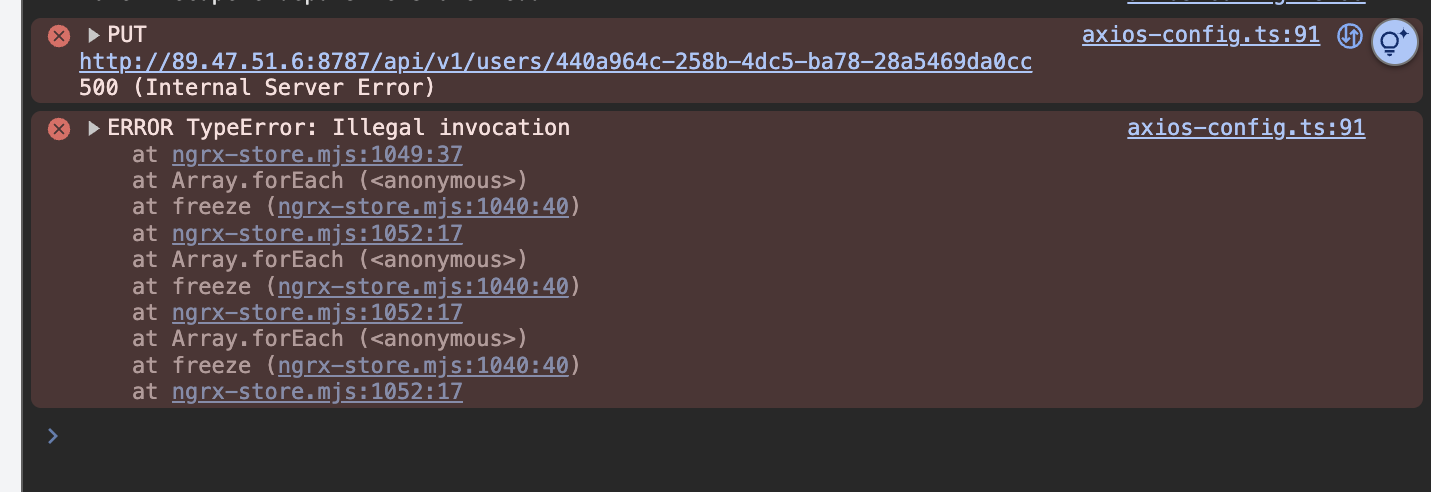 PUT axios-config.ts:91
http://89.47.51.6:8787/api/v1/users/440a964c-258b-4dc5-ba78-28a5469da0cc
500 (Internal Server Error)
ERROR TypeError: Illegal invocation axios-config.ts:91
at ngrx-store.mjs:1049:37
at Array.forEach (<anonymous>)
at freeze (ngrx-store.mjs:1040:40)
at ngrx-store.mjs:1052:17
at Array.forEach (<anonymous>)
at freeze (ngrx-store.mjs:1040:40)
at ngrx-store.mjs:1052:17
at Array.forEach (<anonymous>)
at freeze (ngrx-store.mjs:1040:40)
at ngrx-store.mjs:1052:17